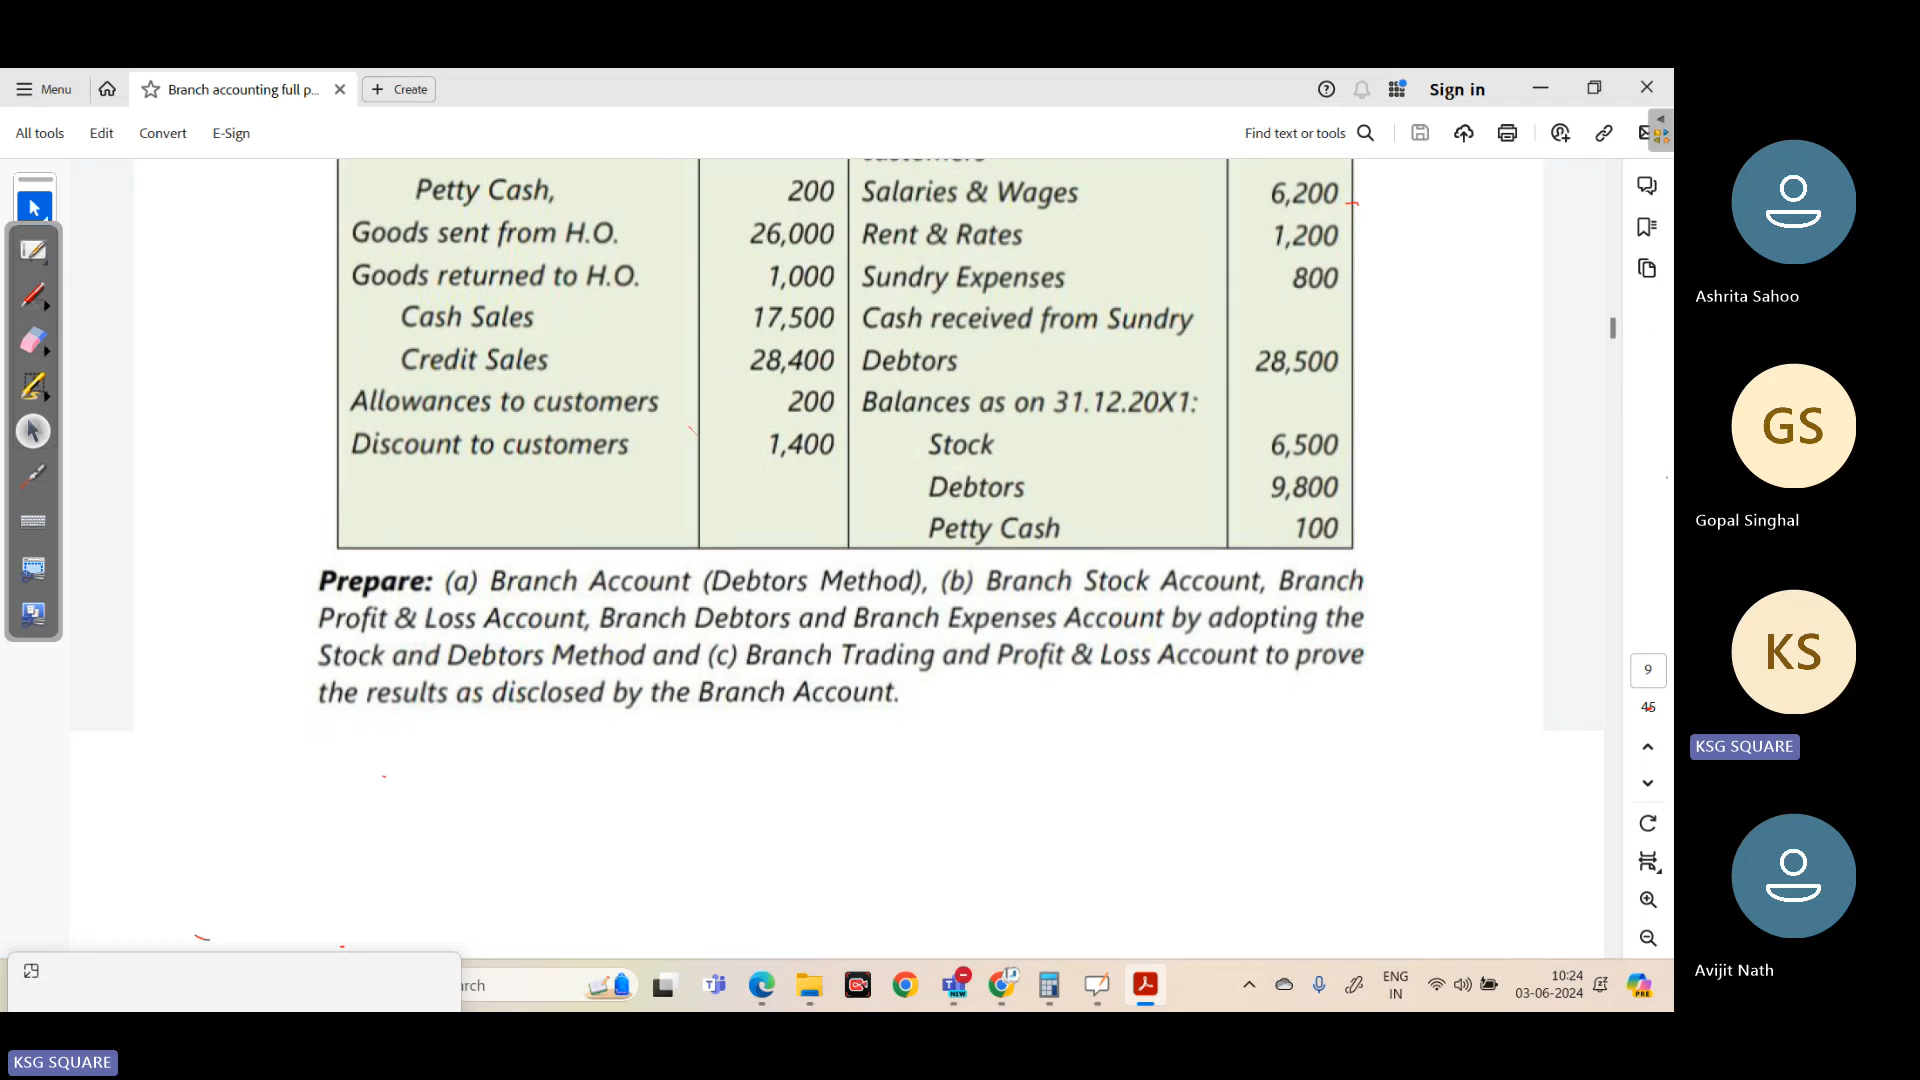 Menu
Branch accounting full p...
Create
Sign in
All tools
Edit
Convert
E-Sign
Find text or tools
customers
Petty Cash, 200 Salaries & Wages 6,200
Goods sent from H.O. 26,000 Rent & Rates 1,200
Goods returned to H.O. 1,000 Sundry Expenses 800
Cash Sales 17,500 Cash received from Sundry
Credit Sales 28,400 Debtors 28,500
Allowances to customers 200 Balances as on 31.12.20X1:
Discount to customers 1,400 Stock 6,500
Debtors 9,800
Petty Cash 100
Prepare: (a) Branch Account (Debtors Method), (b) Branch Stock Account, Branch
Profit & Loss Account, Branch Debtors and Branch Expenses Account by adopting the
Stock and Debtors Method and (c) Branch Trading and Profit & Loss Account to prove
the results as disclosed by the Branch Account.
9
45
Ashrita Sahoo
GS
Gopal Singhal
KS
KSG SQUARE
Avijit Nath
arch
NEW
ENG
IN
10:24
03-06-2024
PRE
KSG SQUARE